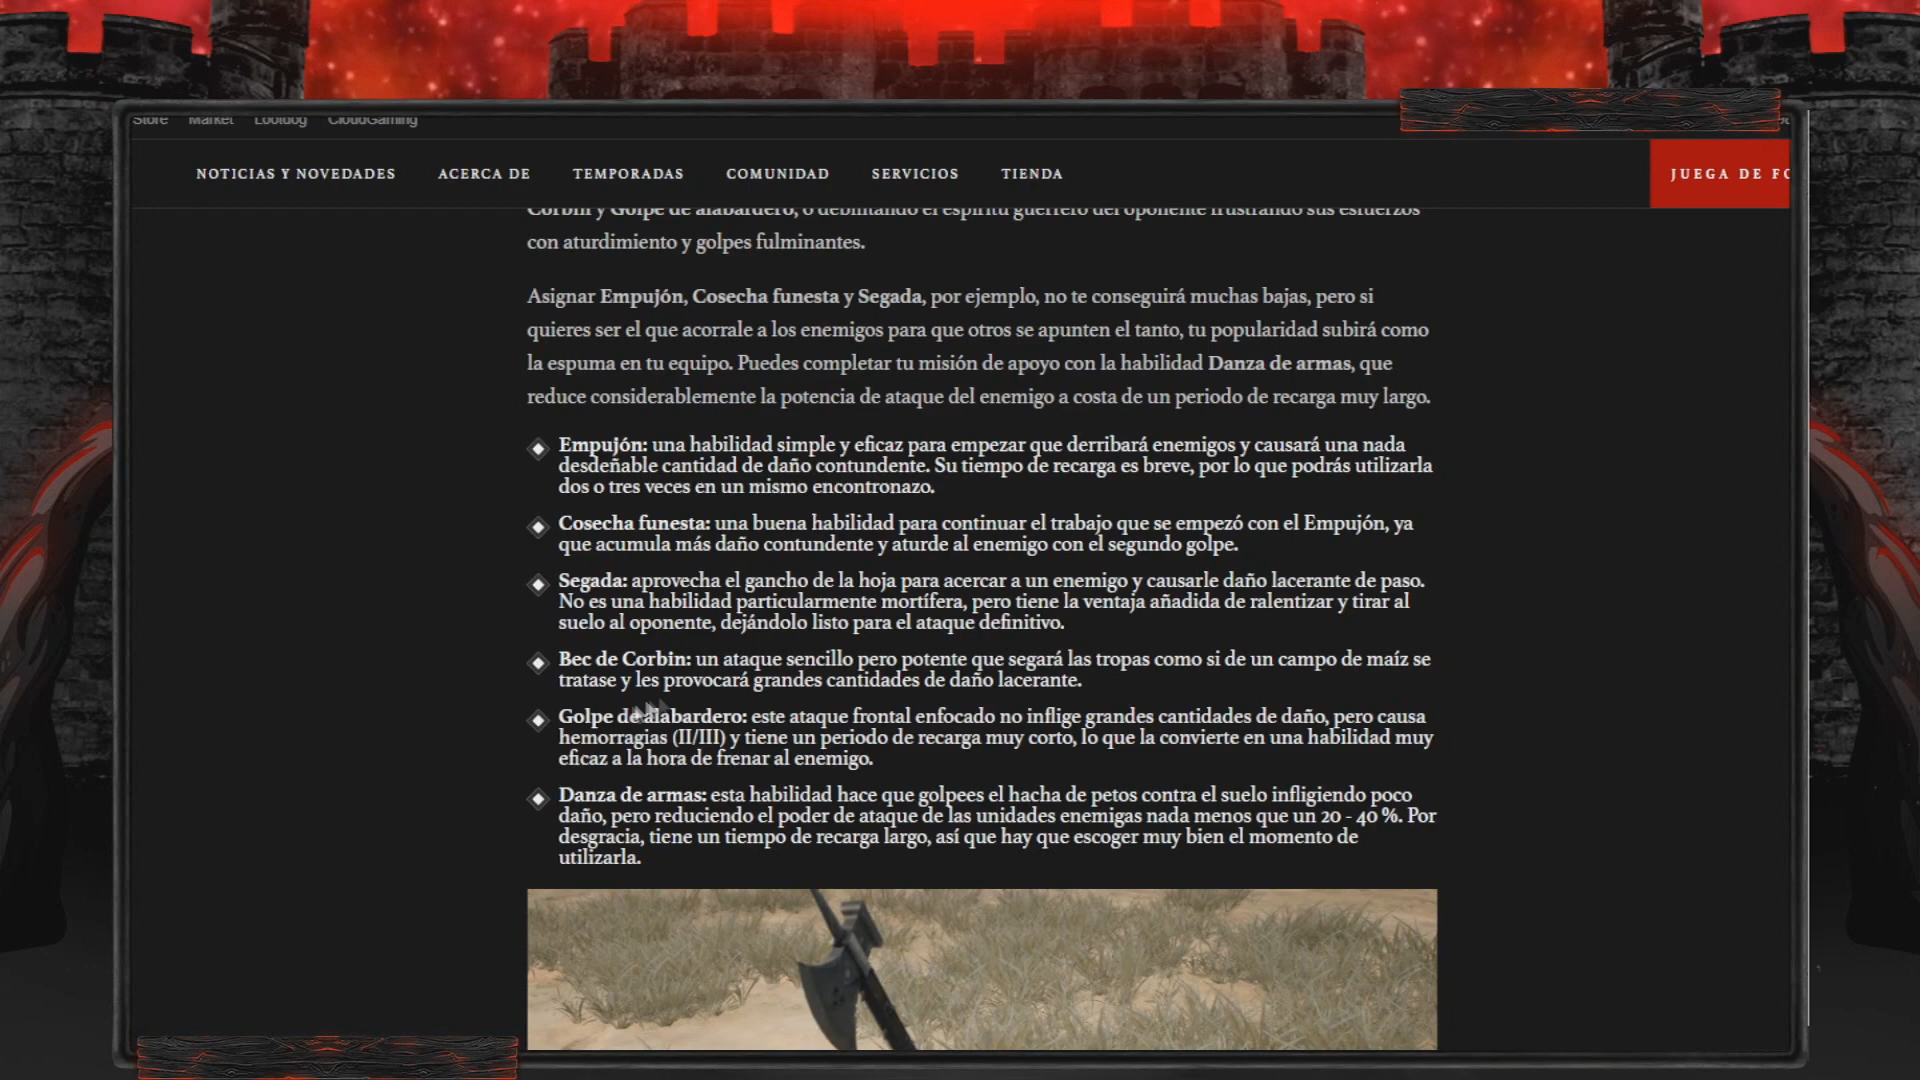 Store Market Lootdog CloudGaming
NOTICIAS Y NOVEDADES ACERCA DE TEMPORADAS COMUNIDAD SERVICIOS TIENDA JUEGA DE
Corbin y Golpe de alabardero, o debilitando el espíritu guerrero del oponente frustrando sus esfuerzos
con aturdimiento y golpes fulminantes.
Asignar Empujón, Cosecha funesta y Segada, por ejemplo, no te conseguirá muchas bajas, pero si
quieres ser el que acorrale a los enemigos para que otros se apunten el tanto, tu popularidad subirá como
la espuma en tu equipo. Puedes completar tu misión de apoyo con la habilidad Danza de armas, que
reduce considerablemente la potencia de ataque del enemigo a costa de un periodo de recarga muy largo.
Empujón: una habilidad simple y eficaz para empezar que derribará enemigos y causará una nada
desdeñable cantidad de daño contundente. Su tiempo de recarga es breve, por lo que podrás utilizarla
dos o tres veces en un mismo encontronazo.
Cosecha funesta: una buena habilidad para continuar el trabajo que se empezó con el Empujón, ya
que acumula más daño contundente y aturde al enemigo con el segundo golpe.
Segada: aprovecha el gancho de la hoja para acercar a un enemigo y causarle daño lacerante de paso.
No es una habilidad particularmente mortífera, pero tiene la ventaja añadida de ralentizar y tirar al
suelo al oponente, dejándolo listo para el ataque definitivo.
Bec de Corbin: un ataque sencillo pero potente que segará las tropas como si de un campo de maíz se
tratase y les provocará grandes cantidades de daño lacerante.
Golpe de alabardero: este ataque frontal enfocado no inflige grandes cantidades de daño, pero causa
hemorragias (II/III) y tiene un periodo de recarga muy corto, lo que la convierte en una habilidad muy
eficaz a la hora de frenar al enemigo.
Danza de armas: esta habilidad hace que golpees el hacha de petos contra el suelo infligiendo poco
daño, pero reduciendo el poder de ataque de las unidades enemigas nada menos que un 20 - 40 %. Por
desgracia, tiene un tiempo de recarga largo, así que hay que escoger muy bien el momento de
utilizarla.